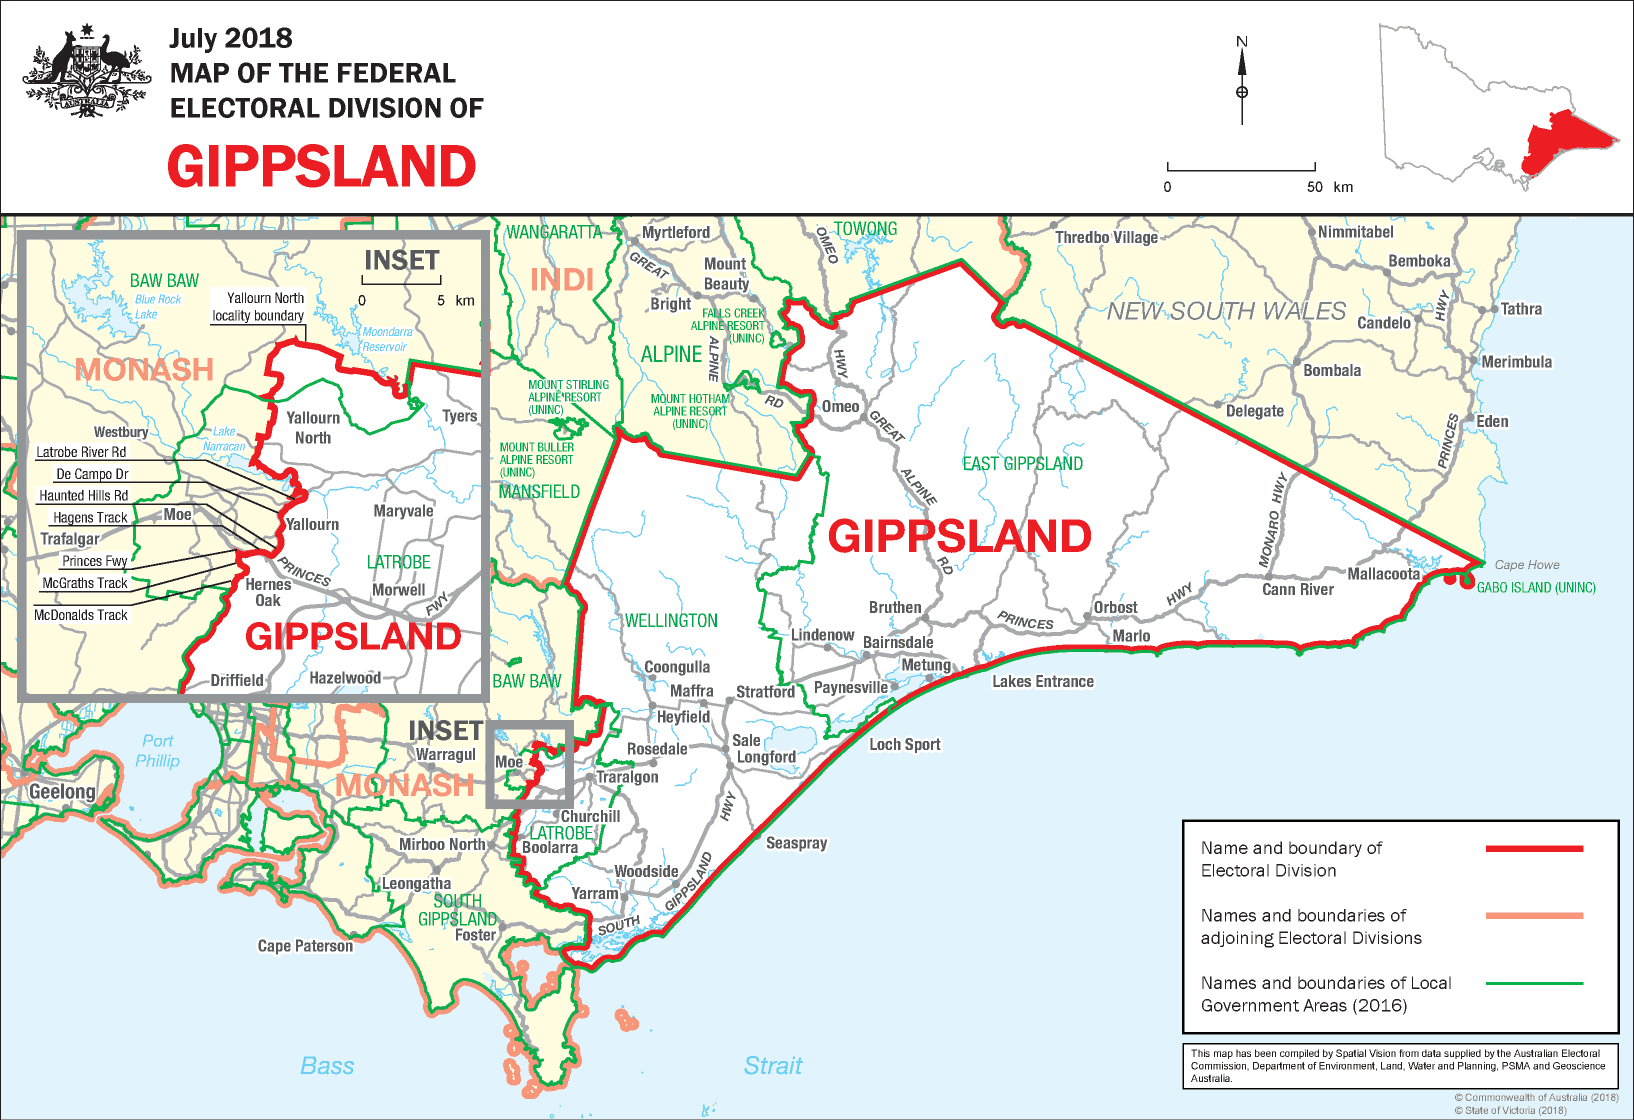 July 2018
MAP OF THE FEDERAL
ELECTORAL DIVISION OF
GIPPSLAND
AUSTRALIA
N
0 50 km
INSET
0 5 km
BAW BAW
Blue Rock
Lake
Yallourn North
locality boundary
Moondarra
Reservoir
MONASH
Yallourn
North
Tyers
Westbury
Lake
Narracan
Latrobe River Rd
De Campo Dr
Haunted Hills Rd
Hagens Track
Moe
Yallourn
Maryvale
Trafalgar
Princes Fwy
McGraths Track
McDonalds Track
PRINCES
FWY
LATROBE
Hernes
Oak
Morwell
GIPPSLAND
Driffield
Hazelwood
WANGARATTA
INDI
Myrtleford
GREAT
Mount
Beauty
Bright
OMEO
TOWONG
FALLS CREEK
ALPINE RESORT
(UNINC)
ALPINE
ALPINE
RD
HWY
MOUNT STIRLING
ALPINE RESORT
(UNINC)
MOUNT HOTHAM
ALPINE RESORT
(UNINC)
MOUNT BULLER
ALPINE RESORT
(UNINC)
MANSFIELD
Omeo
GREAT
ALPINE
RD
EAST GIPPSLAND
GIPPSLAND
Thredbo Village
Nimmitabel
Bemboka
HWY
Tathra
NEW SOUTH WALES
Candelo
Merimbula
Bombala
Delegate
Eden
PRINCES
MONARO HWY
Cape Howe
Mallacoota
GABO ISLAND (UNINC)
Cann River
HWY
Orbost
PRINCES
Marlo
Bruthen
Lindenow
Bairnsdale
Metung
Paynesville
Lakes Entrance
WELLINGTON
Coongulla
Maffra
Stratford
Heyfield
BAW BAW
Sale
Longford
Loch Sport
Rosedale
Traralgon
INSET
Warragul
Moe
MONASH
Port
Phillip
Geelong
HWY
Churchill
LATROBE
Boolarra
Mirboo North
Seaspray
Woodside
GIPPSLAND
Yarram
SOUTH
Leongatha
SOUTH
GIPPSLAND
Foster
Cape Paterson
Bass
Strait
Name and boundary of
Electoral Division
Names and boundaries of
adjoining Electoral Divisions
Names and boundaries of Local
Government Areas (2016)
This map has been compiled by Spatial Vision from data supplied by the Australian Electoral
Commission, Department of Environment, Land, Water and Planning, PSMA and Geoscience
Australia.
© Commonwealth of Australia (2018)
© State of Victoria (2018)